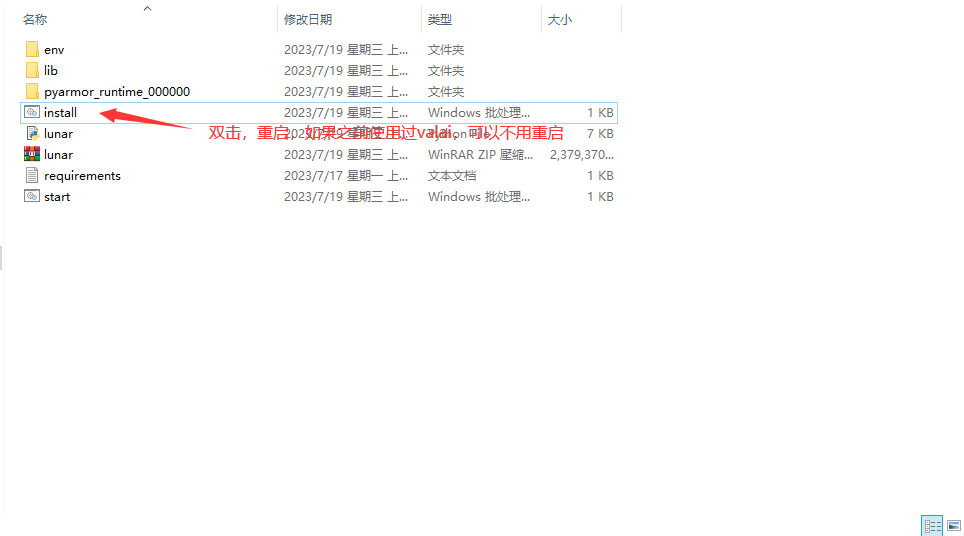 名称 修改日期 类型 大小
env 2023/7/19 星期三 上... 文件夹
lib 2023/7/19 星期三 上... 文件夹
pyarmor_runtime_000000 2023/7/19 星期三 上... 文件夹
install 2023/7/19 星期三 上... Windows 批处理... 1 KB
双击，重启，如果之前使用过valai，可以不用重启
lunar 2023/7/19 星期三 上... Python File 7 KB
lunar 2023/7/19 星期三 上... WinRAR ZIP 壓縮... 2,379,370...
requirements 2023/7/17 星期一 上... 文本文档 1 KB
start 2023/7/19 星期三 上... Windows 批处理... 1 KB